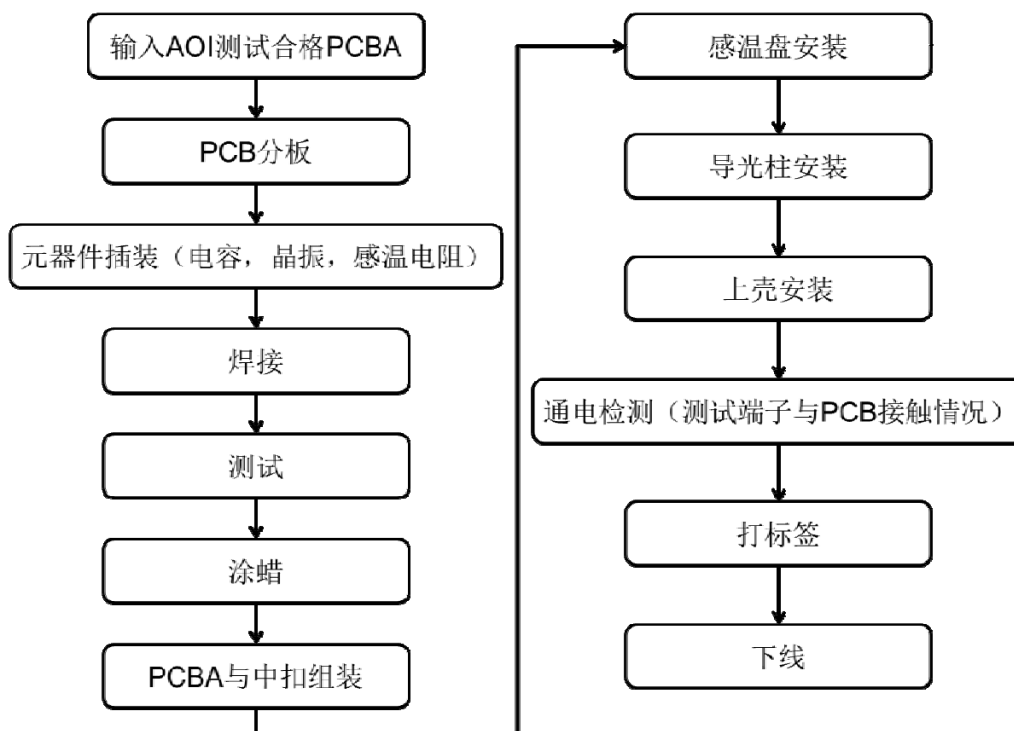 输入AOI测试合格PCBA
PCB分板
元器件插装（电容，晶振，感温电阻）
焊接
测试
涂蜡
PCBA与中扣组装
感温盘安装
导光柱安装
上壳安装
通电检测（测试端子与PCB接触情况）
打标签
下线